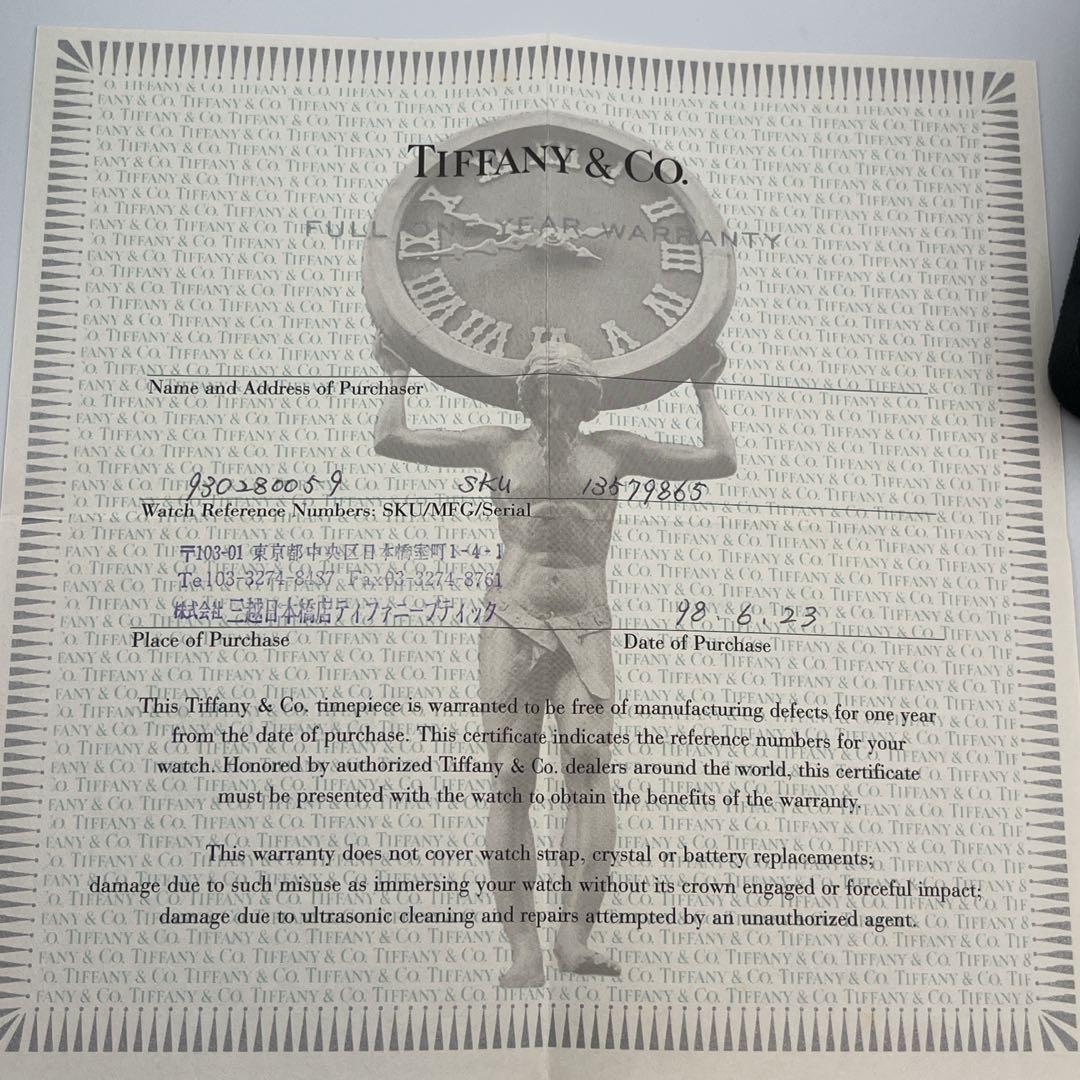 TIFFANY & CO.
FULL ONE YEAR WARRANTY
Name and Address of Purchaser
930280059 SKU 13579865
Watch Reference Numbers: SKU/MFG/Serial
〒103-01 東京都中央区日本橋室町1-4-1
Tel 03-3274-8437 Fax 03-3274-8761
株式会社 三越日本橋店ティファニーブティック
98.6.23
Place of Purchase
Date of Purchase
This Tiffany & Co. timepiece is warranted to be free of manufacturing defects for one year
from the date of purchase. This certificate indicates the reference numbers for your
watch. Honored by authorized Tiffany & Co. dealers around the world, this certificate
must be presented with the watch to obtain the benefits of the warranty.
This warranty does not cover watch strap, crystal or battery replacements;
damage due to such misuse as immersing your watch without its crown engaged or forceful impact;
damage due to ultrasonic cleaning and repairs attempted by an unauthorized agent.